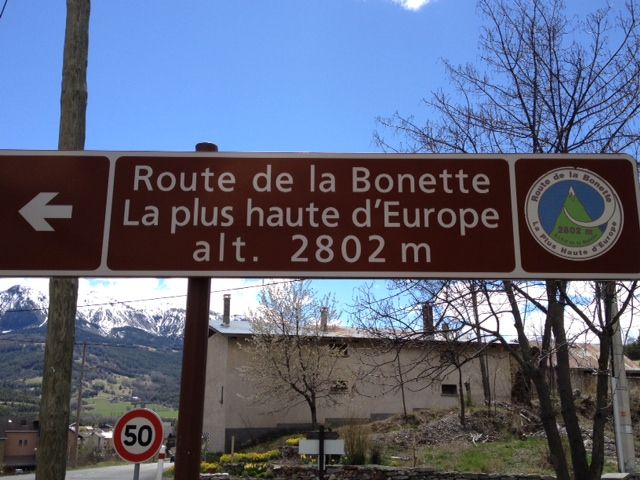 Route de la Bonette
La plus haute d'Europe
alt. 2802 m
Route de la Bonette
2802 m
La plus Haute d'Europe
50